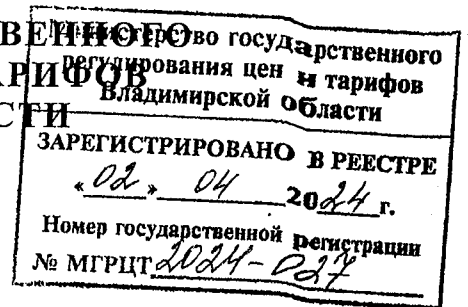 ВЕННОГО
АРИФОВ
СТИ
Министерство государственного
регулирования цен и тарифов
Владимирской области
ЗАРЕГИСТРИРОВАНО В РЕЕСТРЕ
«02» 04 2024 г.
Номер государственной регистрации
№ МГРЦТ 2024-027